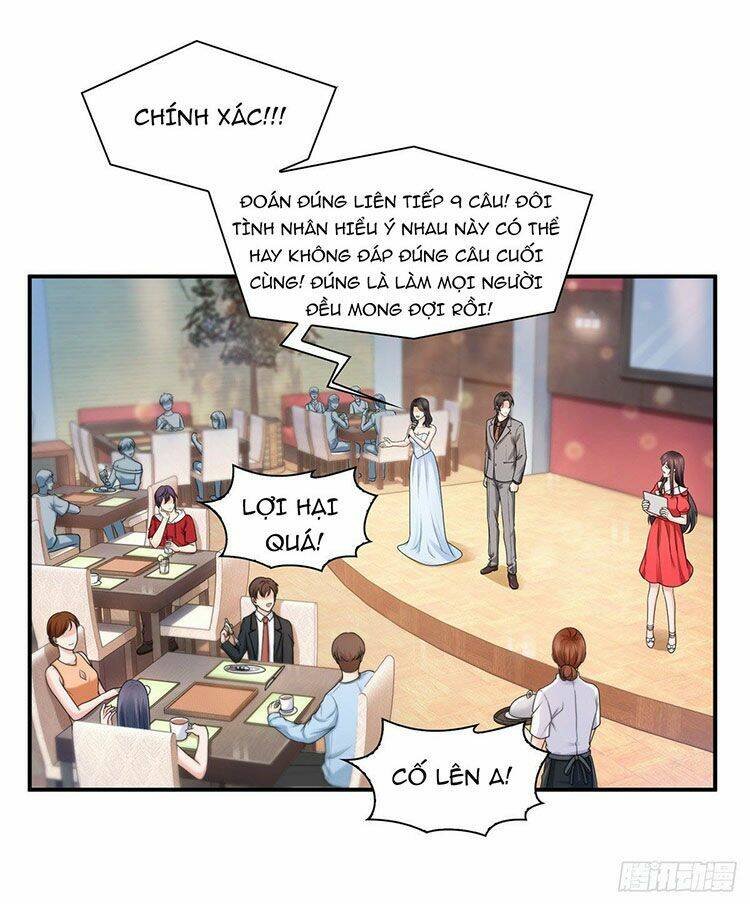 CHÍNH XÁC!!!
ĐOÁN ĐÚNG LIÊN TIẾP 9 CÂU! ĐÔI
TÌNH NHÂN HIỂU Ý NHAU NÀY CÓ THỂ
HAY KHÔNG ĐÁP ĐÚNG CÂU CUỐI
CÙNG! ĐÚNG LÀ LÀM MỌI NGƯỜI
ĐỀU MONG ĐỢI RỒI!
LỢI HẠI
QUÁ!
CỐ LÊN A!
腾讯动漫